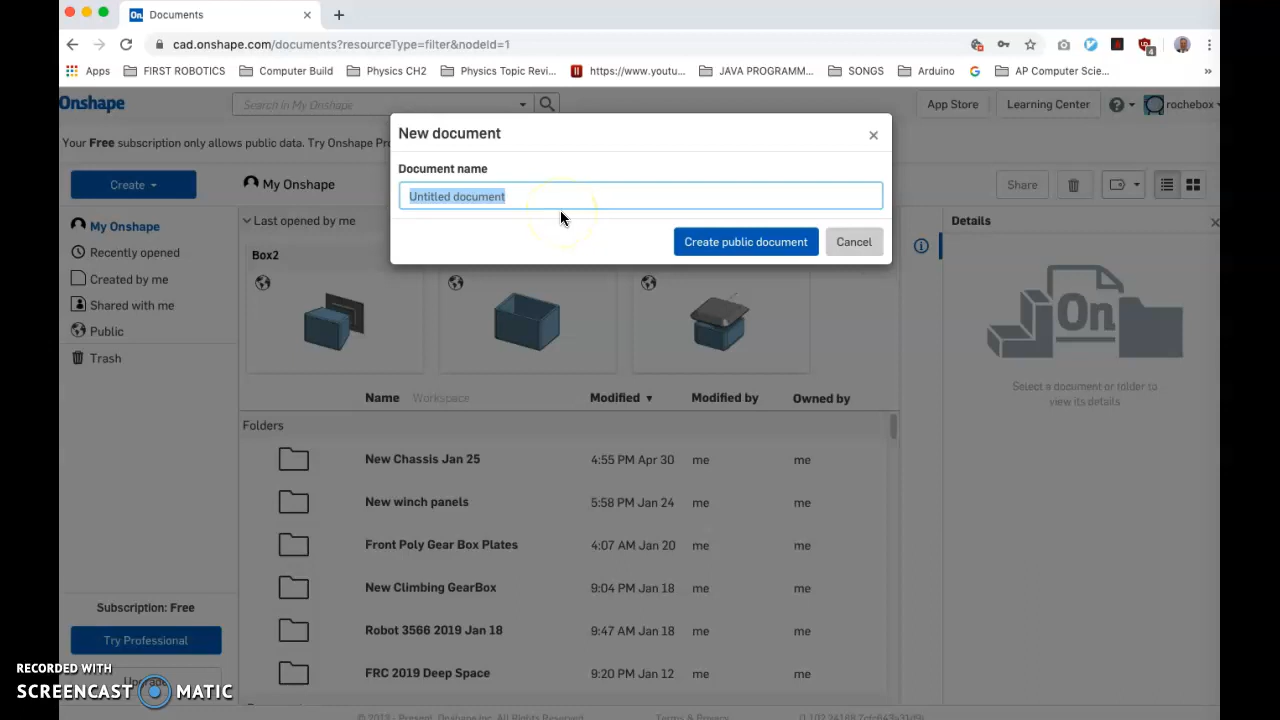 Documents
cad.onshape.com/documents?resourceType=filter&nodeId=1
4
Apps
FIRST ROBOTICS
Computer Build
Physics CH2
Physics Topic Revi...
https://www.youtu...
JAVA PROGRAMM...
SONGS
Arduino
AP Computer Scie...
»
Onshape
Search in My Onshape
App Store
Learning Center
rochebox
Your Free subscription only allows public data. Try Onshape Pr
New document
Document name
Untitled document
Create public document
Cancel
Create
My Onshape
Share
My Onshape
Recently opened
Created by me
Shared with me
Public
Trash
Last opened by me
Box2
Details
On
Select a document or folder to
view its details
Name Workspace Modified Modified by Owned by
Folders
New Chassis Jan 25 4:55 PM Apr 30 me me
New winch panels 5:58 PM Jan 24 me me
Front Poly Gear Box Plates 4:07 AM Jan 20 me me
New Climbing GearBox 9:04 PM Jan 18 me me
Robot 3566 2019 Jan 18 9:47 AM Jan 18 me me
FRC 2019 Deep Space 9:20 PM Jan 12 me me
Subscription: Free
Try Professional
RECORDED WITH
SCREENCAST MATIC
Terms & Privacy